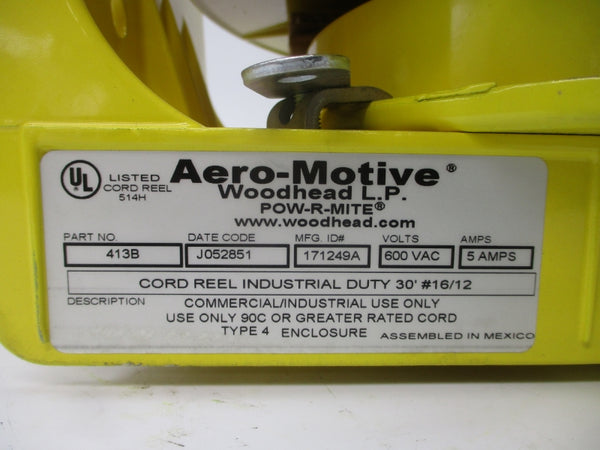 UL LISTED
CORD REEL
514H
Aero-Motive®
Woodhead L.P.
POW-R-MITE®
www.woodhead.com
PART NO. DATE CODE MFG. ID# VOLTS AMPS
413B J052851 171249A 600 VAC 5 AMPS
CORD REEL INDUSTRIAL DUTY 30' #16/12
DESCRIPTION COMMERCIAL/INDUSTRIAL USE ONLY
USE ONLY 90C OR GREATER RATED CORD
TYPE 4 ENCLOSURE ASSEMBLED IN MEXICO